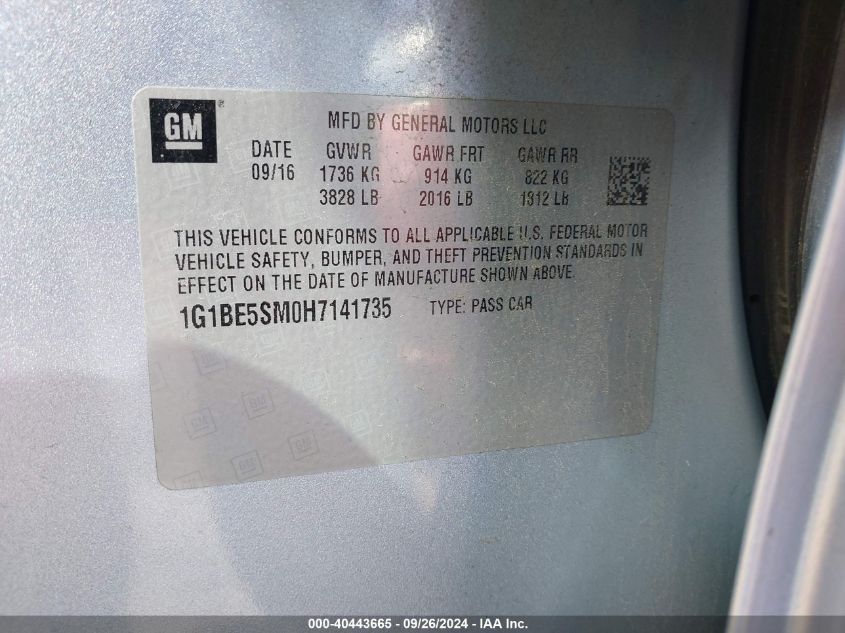 GM ® MFD BY GENERAL MOTORS LLC
DATE GVWR GAWR FRT GAWR RR
09/16 1736 KG 914 KG 822 KG
3828 LB 2016 LB 1812 LB
THIS VEHICLE CONFORMS TO ALL APPLICABLE U.S. FEDERAL MOTOR
VEHICLE SAFETY, BUMPER, AND THEFT PREVENTION STANDARDS IN
EFFECT ON THE DATE OF MANUFACTURE SHOWN ABOVE.
1G1BE5SM0H7141735 TYPE: PASS CAR
000-40443665 - 09/26/2024 - IAA Inc.